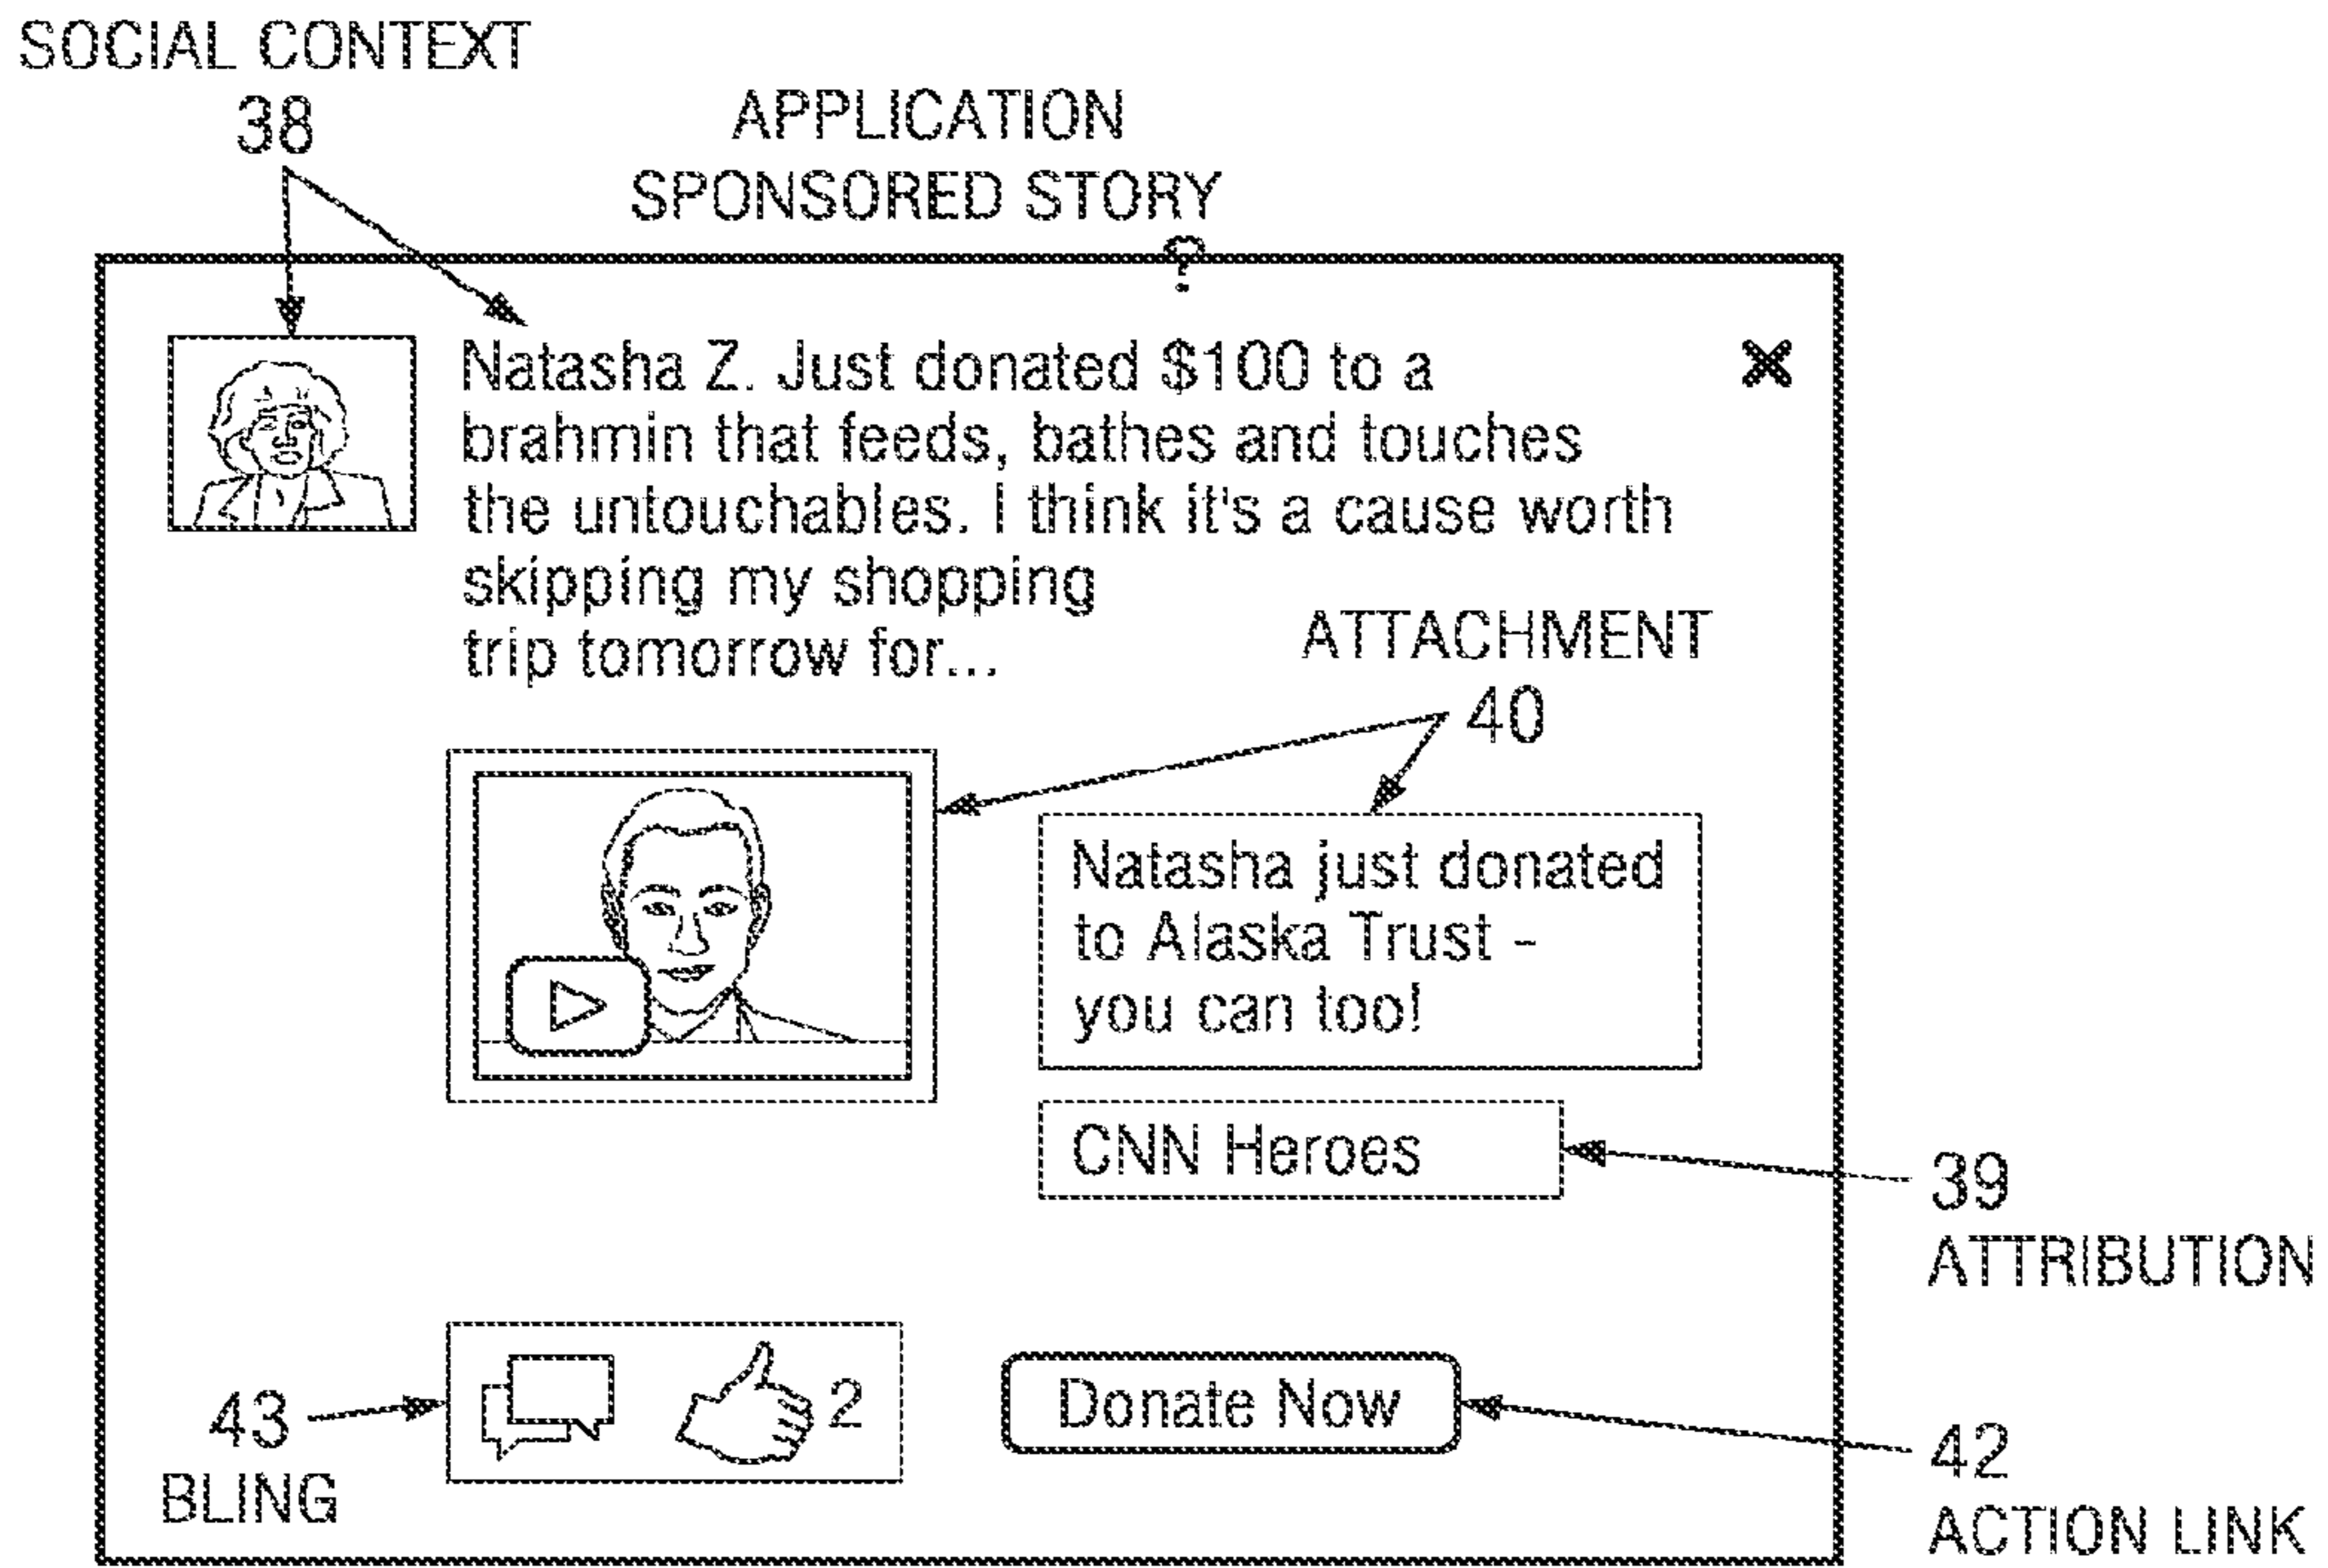 SOCIAL CONTEXT
38
APPLICATION
SPONSORED STORY
?
Natasha Z. Just donated $100 to a
brahmin that feeds, bathes and touches
the untouchables. I think it's a cause worth
skipping my shopping
trip tomorrow for...
ATTACHMENT
40
Natasha just donated
to Alaska Trust -
you can too!
CNN Heroes
39
ATTRIBUTION
43
BLING
2
Donate Now
42
ACTION LINK